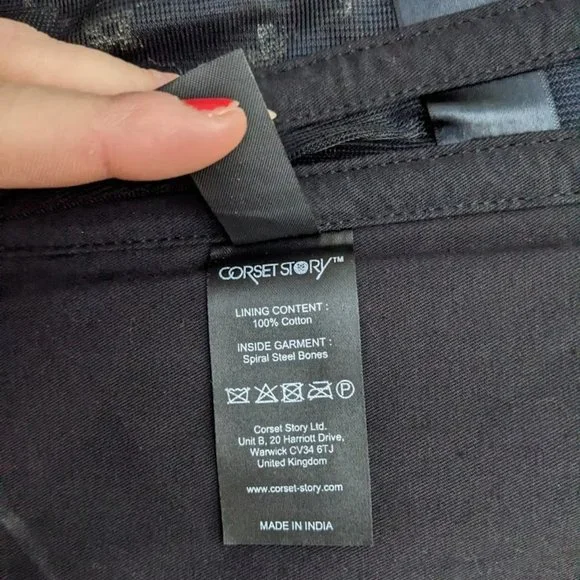 CORSET STORY™
LINING CONTENT :
100% Cotton
INSIDE GARMENT :
Spiral Steel Bones
P
Corset Story Ltd.
Unit B, 20 Harriott Drive,
Warwick CV34 6TJ
United Kingdom
www.corset-story.com
MADE IN INDIA